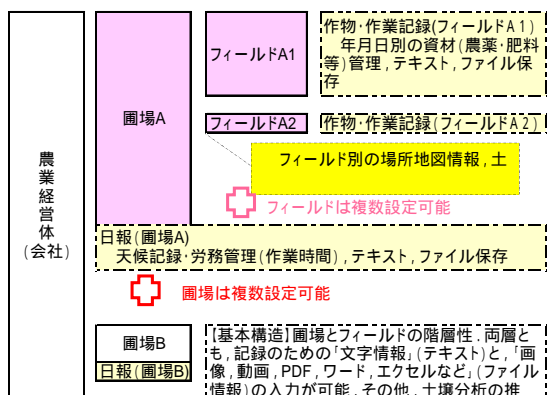 農
業
経
営
体
(会社)
圃場A
フィールドA1
作物・作業記録(フィールドA1)
年月日別の資材(農薬・肥料
等)管理,テキスト,ファイル保
存
フィールドA2
作物・作業記録(フィールドA2)
フィールド別の場所地図情報,土
フィールドは複数設定可能
日報(圃場A)
天候記録・労務管理(作業時間),テキスト,ファイル保存
圃場は複数設定可能
圃場B
日報(圃場B)
【基本構造】圃場とフィールドの階層性.両層と
も,記録のための「文字情報」(テキスト)と,「画
像,動画,PDF,ワード,エクセルなど」(ファイル
情報)の入力が可能.その他,土壌分析の推